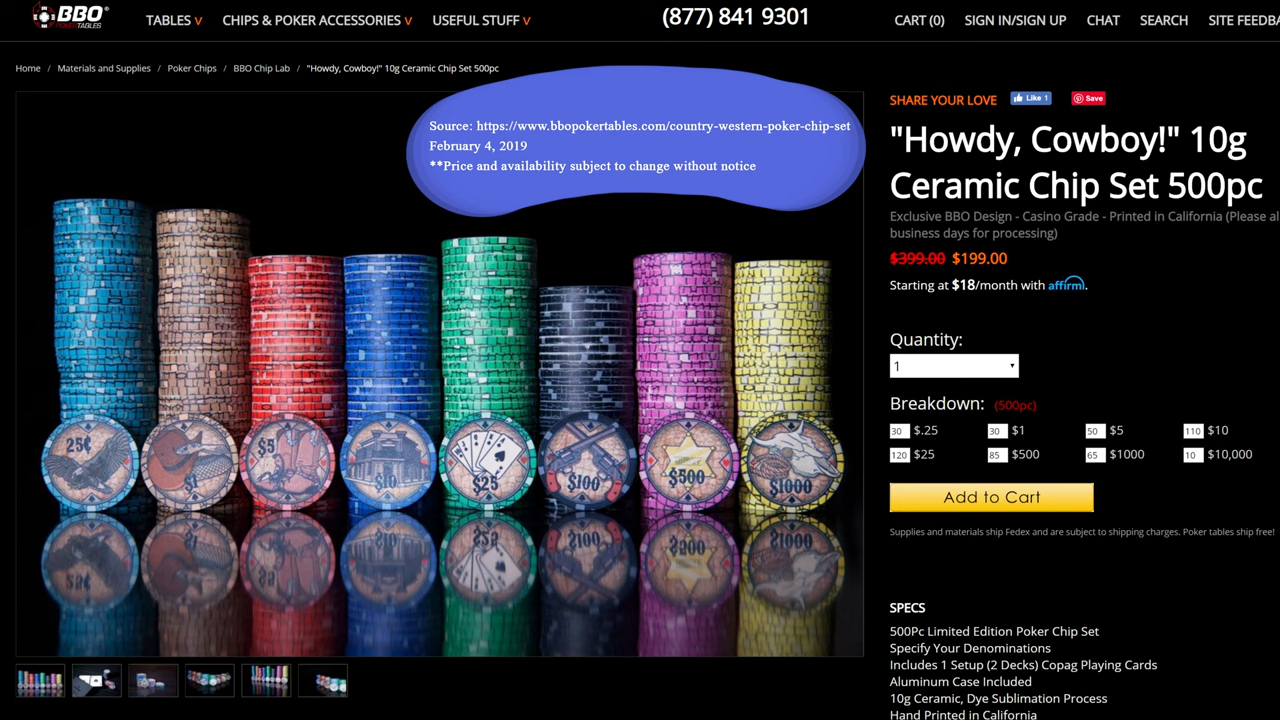 BBO
POKERTABLES
TABLES V
CHIPS & POKER ACCESSORIES V
USEFUL STUFF V
(877) 841 9301
CART (0)
SIGN IN/SIGN UP
CHAT
SEARCH
SITE FEEDBA
Home / Materials and Supplies / Poker Chips / BBO Chip Lab / "Howdy, Cowboy!" 10g Ceramic Chip Set 500pc
Source: https://www.bbopokertables.com/country-western-poker-chip-set
February 4, 2019
**Price and availability subject to change without notice
25¢
$1
$5
$10
$25
$100
$500
$1000
SHARE YOUR LOVE
Like 1
Save
"Howdy, Cowboy!" 10g
Ceramic Chip Set 500pc
Exclusive BBO Design - Casino Grade - Printed in California (Please al
business days for processing)
$399.00 $199.00
Starting at $18/month with affirm.
Quantity:
1
Breakdown: (500pc)
30 $.25 30 $1 50 $5 110 $10
120 $25 85 $500 65 $1000 10 $10,000
Add to Cart
Supplies and materials ship Fedex and are subject to shipping charges. Poker tables ship free!
SPECS
500Pc Limited Edition Poker Chip Set
Specify Your Denominations
Includes 1 Setup (2 Decks) Copag Playing Cards
Aluminum Case Included
10g Ceramic, Dye Sublimation Process
Hand Printed in California